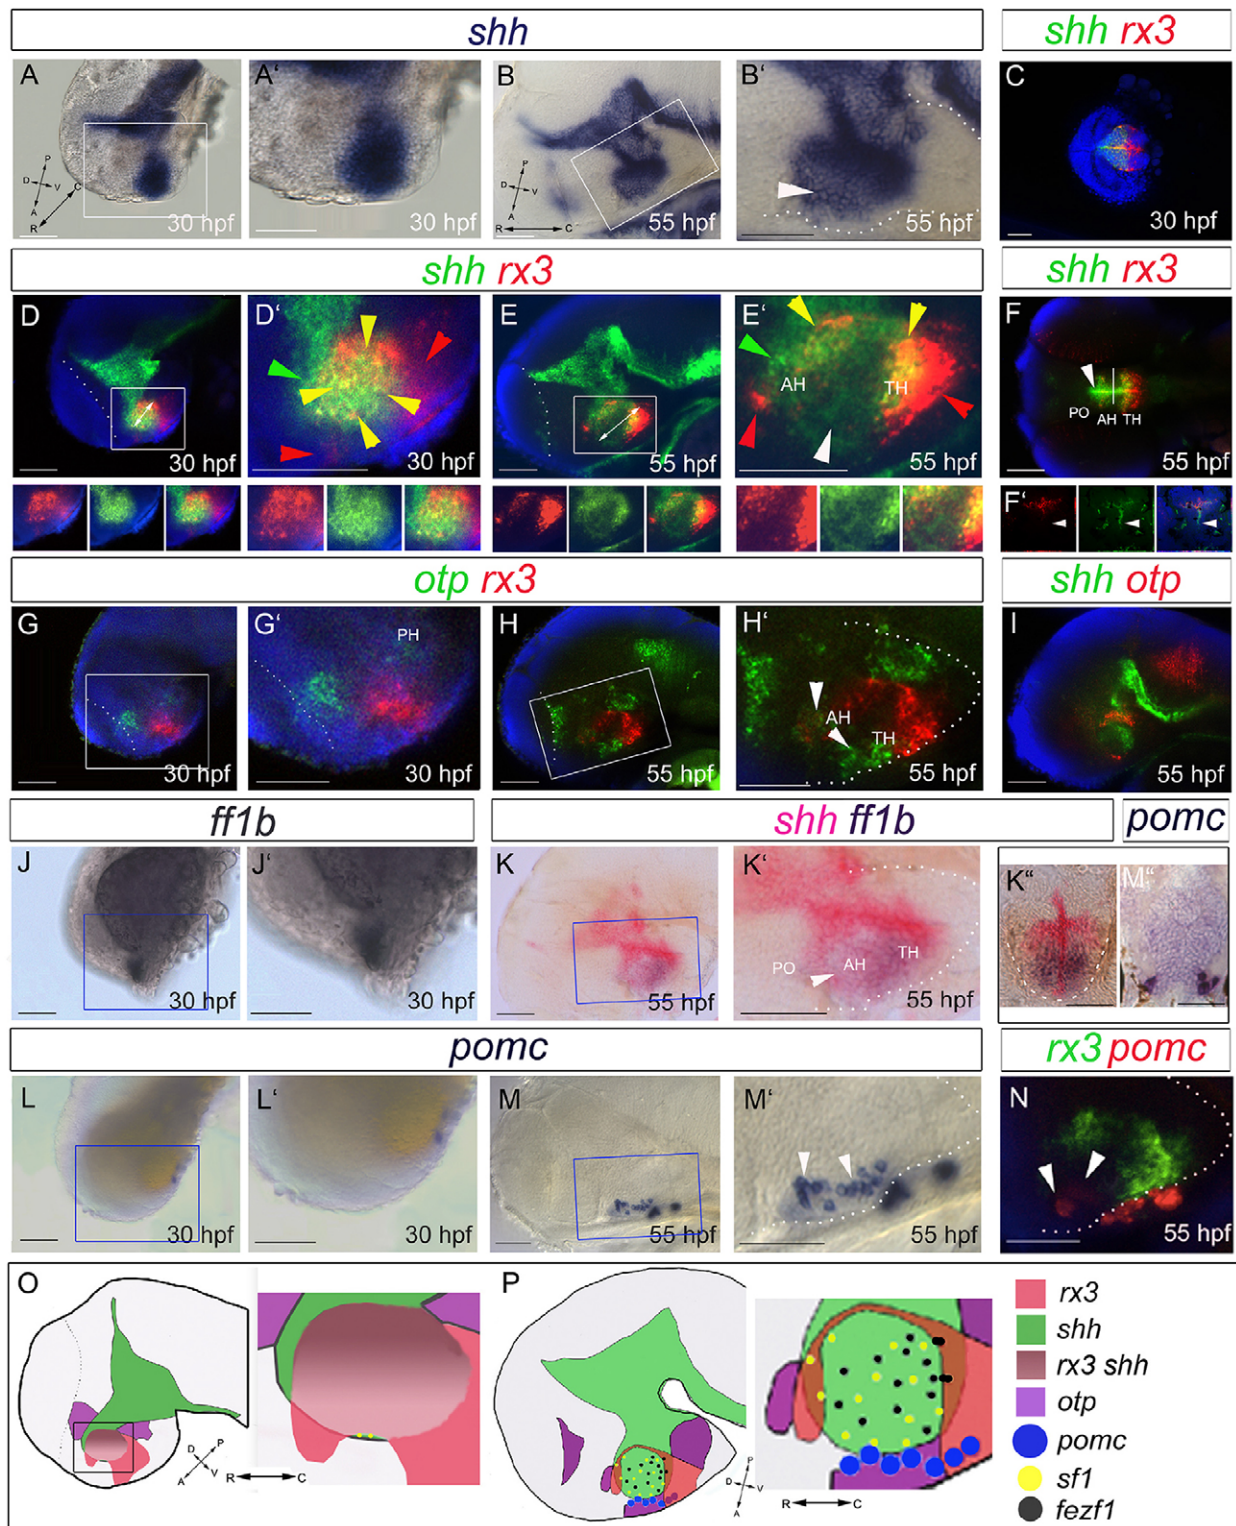 shh
shh rx3
A
P
D
V
C
A
R
30 hpf
A'
30 hpf
B
P
D
V
A
R
C
55 hpf
B'
55 hpf
C
30 hpf
shh rx3
shh rx3
D
30 hpf
D'
30 hpf
E
55 hpf
E'
AH
TH
55 hpf
F
PO
AH
TH
55 hpf
F'
otp rx3
shh otp
G
30 hpf
G'
PH
30 hpf
H
55 hpf
H'
AH
TH
55 hpf
I
55 hpf
ff1b
shh ff1b
pomc
J
30 hpf
J'
30 hpf
K
55 hpf
K'
PO
AH
TH
55 hpf
K"
M"
pomc
rx3 pomc
L
30 hpf
L'
30 hpf
M
55 hpf
M'
55 hpf
N
55 hpf
O
D
P
A
V
R
C
P
P
D
V
A
R
C
rx3
shh
rx3 shh
otp
pomc
sf1
fezf1